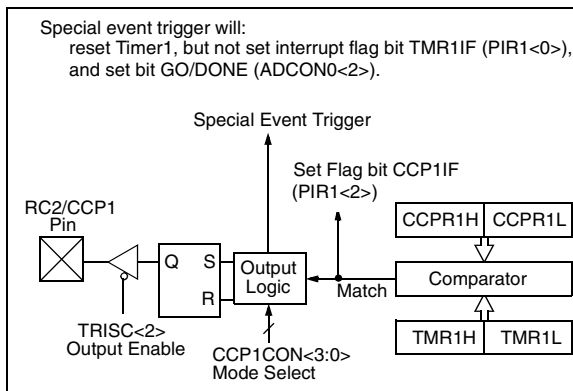 Special event trigger will:
reset Timer1, but not set interrupt flag bit TMR1IF (PIR1<0>),
and set bit GO/DONE (ADCON0<2>).
Special Event Trigger
Set Flag bit CCP1IF
(PIR1<2>)
RC2/CCP1
Pin
CCPR1H CCPR1L
Q S
R
Output
Logic
Match
Comparator
TRISC<2>
Output Enable
CCP1CON<3:0>
Mode Select
TMR1H TMR1L